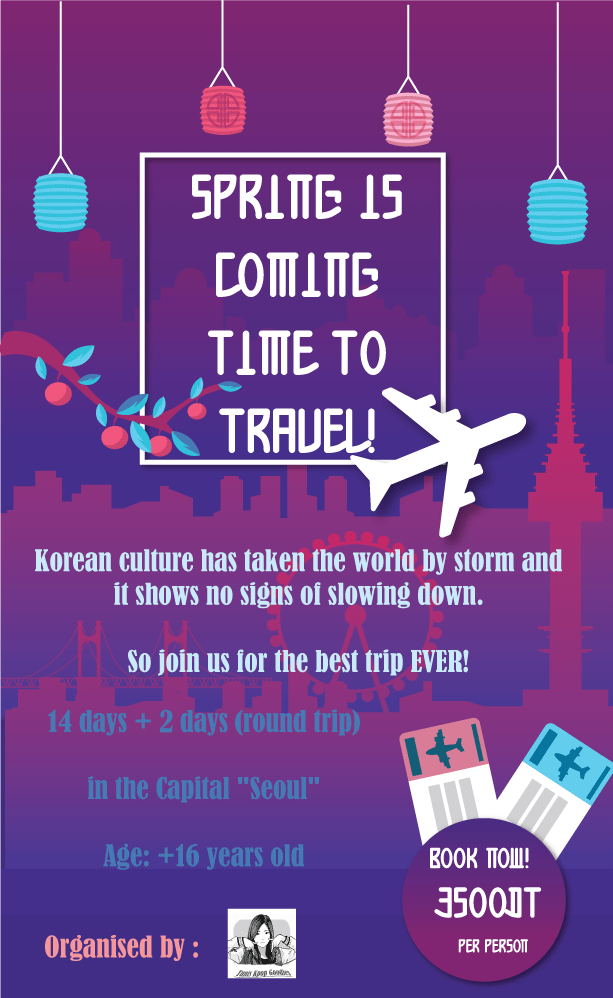 SPRING IS
COMING
TIME TO
TRAVEL!
Korean culture has taken the world by storm and
it shows no signs of slowing down.
So join us for the best trip EVER!
14 days + 2 days (round trip)
in the Capital "Seoul"
Age: +16 years old
BOOK NOW!
3500DT
PER PERSON
Organised by :
Kpop Goodies